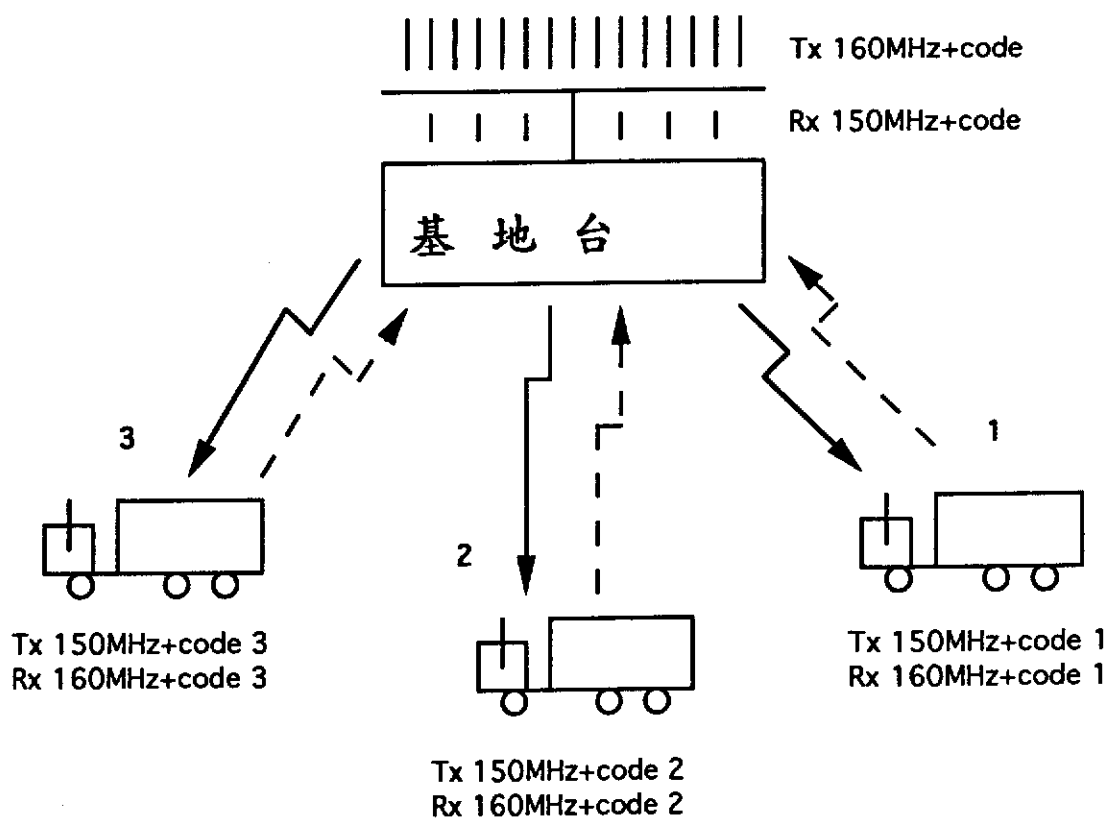 Tx 160MHz+code
Rx 150MHz+code
基地台
3
1
2
Tx 150MHz+code 3
Rx 160MHz+code 3
Tx 150MHz+code 1
Rx 160MHz+code 1
Tx 150MHz+code 2
Rx 160MHz+code 2